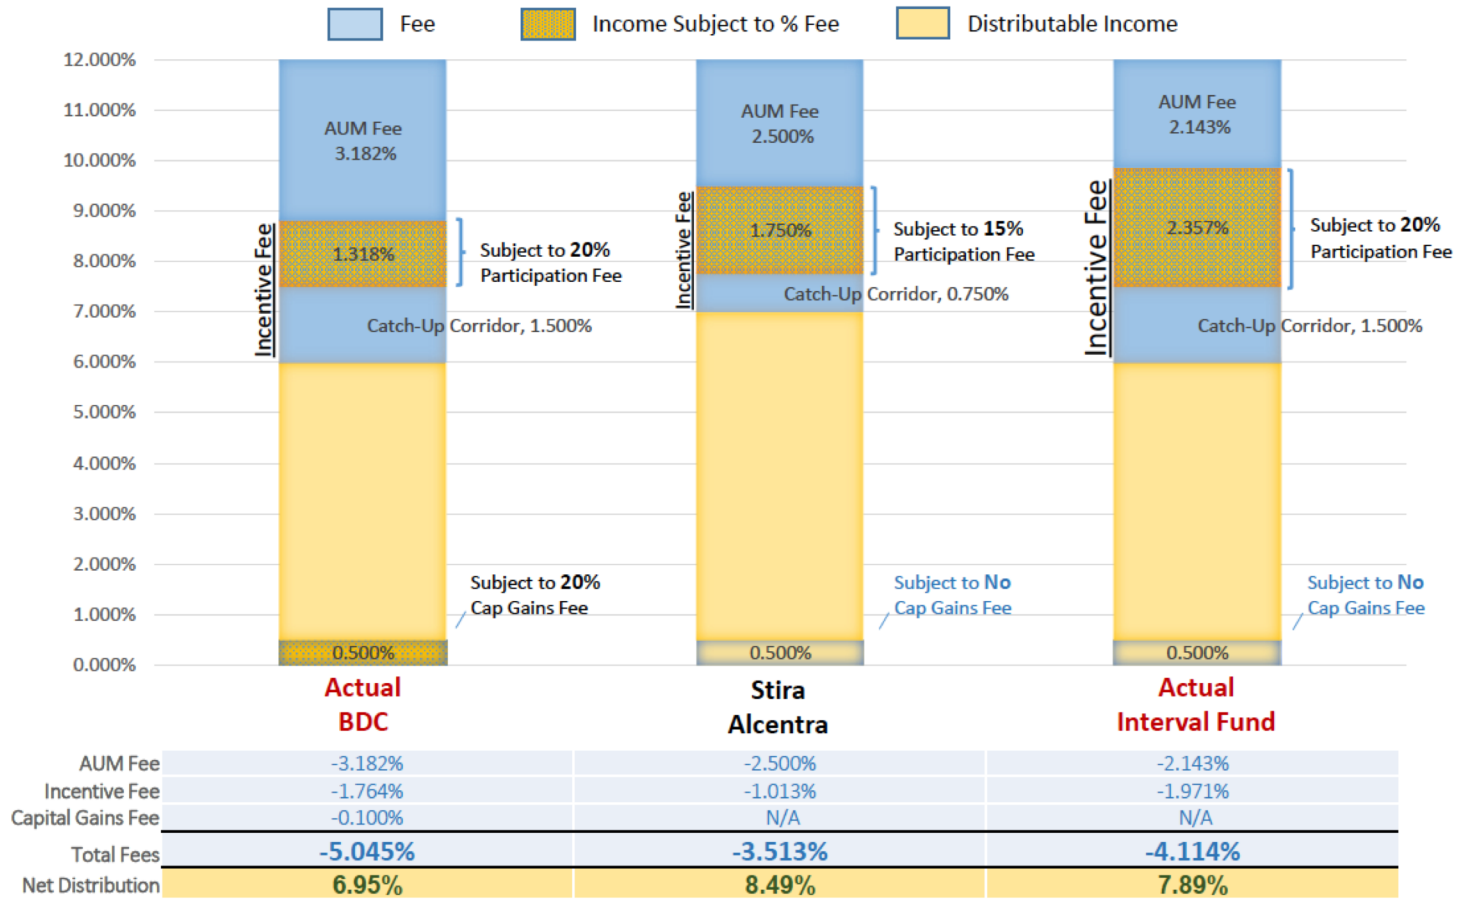 Fee
Income Subject to % Fee
Distributable Income
12.000%
11.000%
10.000%
9.000%
8.000%
7.000%
6.000%
5.000%
4.000%
3.000%
2.000%
1.000%
0.000%
AUM Fee
3.182%
1.318%
Incentive Fee
Subject to 20%
Participation Fee
Catch-Up Corridor, 1.500%
Subject to 20%
Cap Gains Fee
0.500%
Actual
BDC
AUM Fee
2.500%
1.750%
Incentive Fee
Subject to 15%
Participation Fee
Catch-Up Corridor, 0.750%
Subject to No
Cap Gains Fee
0.500%
Stira
Alcentra
AUM Fee
2.143%
2.357%
Incentive Fee
Subject to 20%
Participation Fee
Catch-Up Corridor, 1.500%
Subject to No
Cap Gains Fee
0.500%
Actual
Interval Fund
AUM Fee -3.182% -2.500% -2.143%
Incentive Fee -1.764% -1.013% -1.971%
Capital Gains Fee -0.100% N/A N/A
Total Fees -5.045% -3.513% -4.114%
Net Distribution 6.95% 8.49% 7.89%